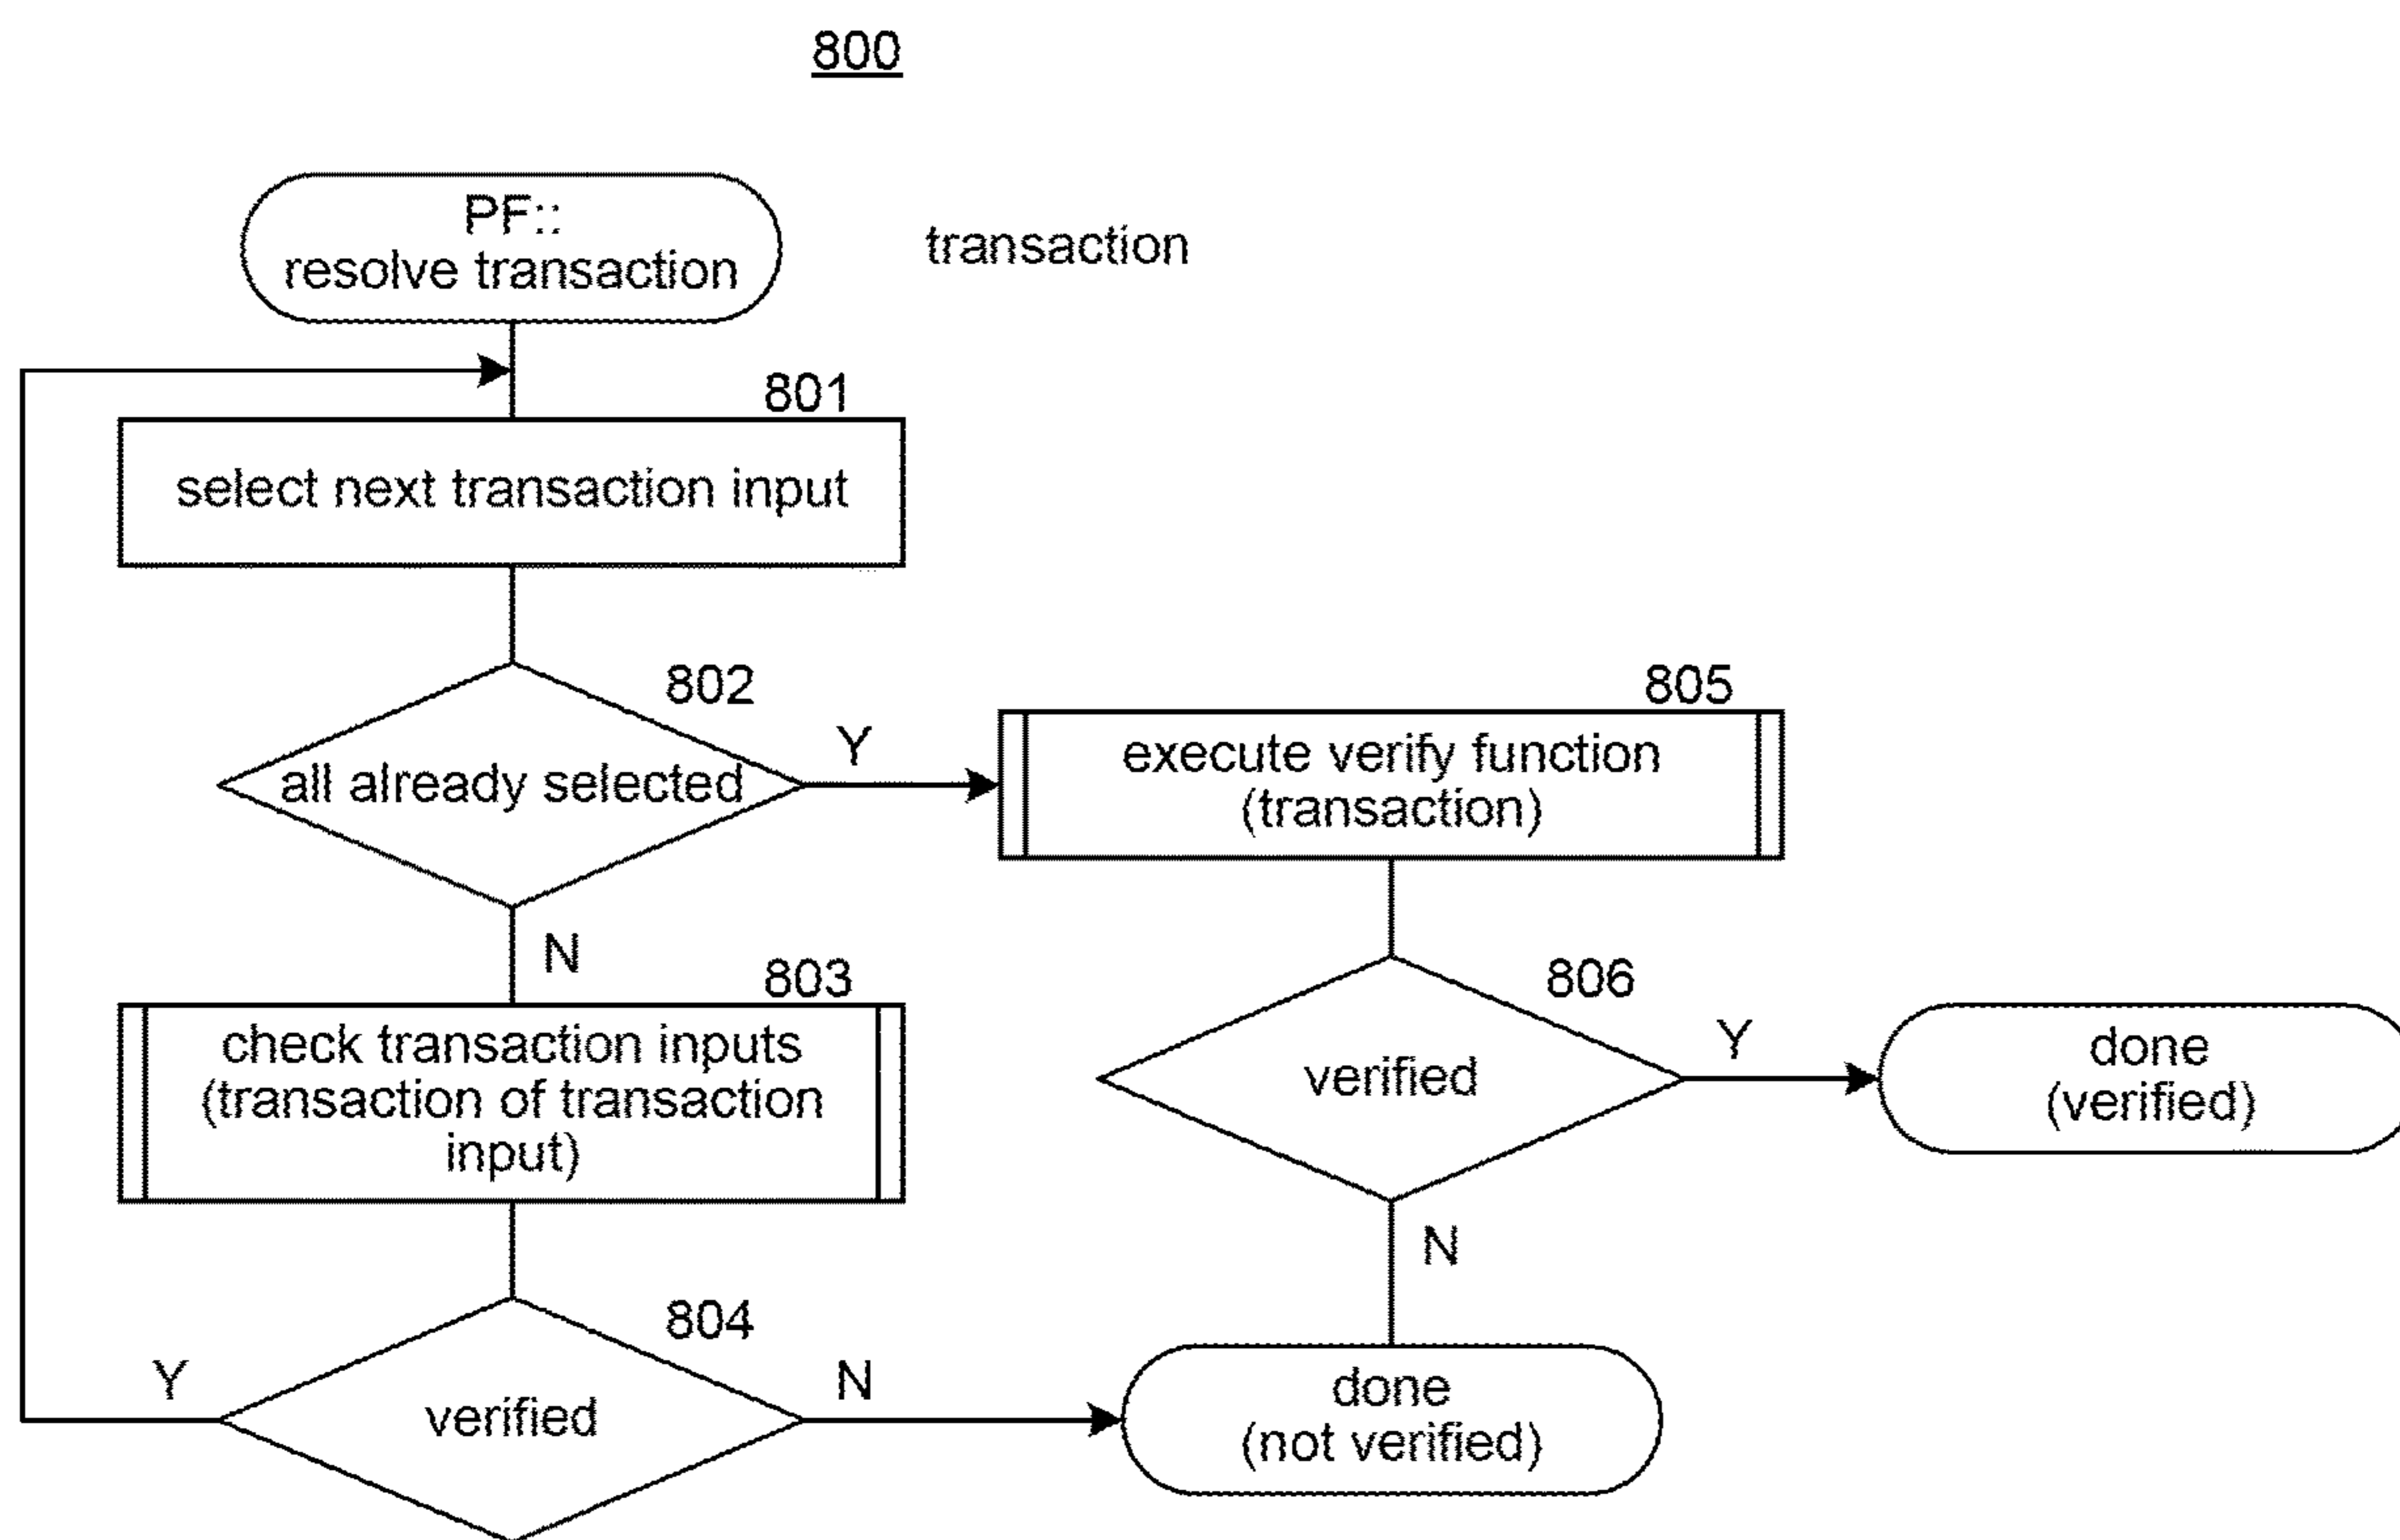 800
PF::
resolve transaction
transaction
801
select next transaction input
802
all already selected
Y
N
805
execute verify function
(transaction)
803
check transaction inputs
(transaction of transaction
input)
806
verified
Y
N
done
(verified)
804
verified
Y
N
done
(not verified)